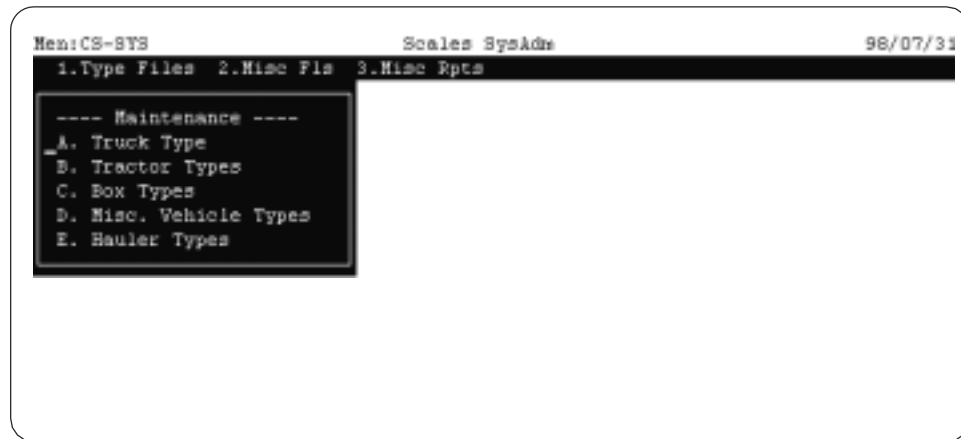 Men:CS-SYS Scales SysAdm 98/07/31
1.Type Files 2.Misc Fls 3.Misc Rpts
---- Maintenance ----
A. Truck Type
B. Tractor Types
C. Box Types
D. Misc. Vehicle Types
E. Hauler Types